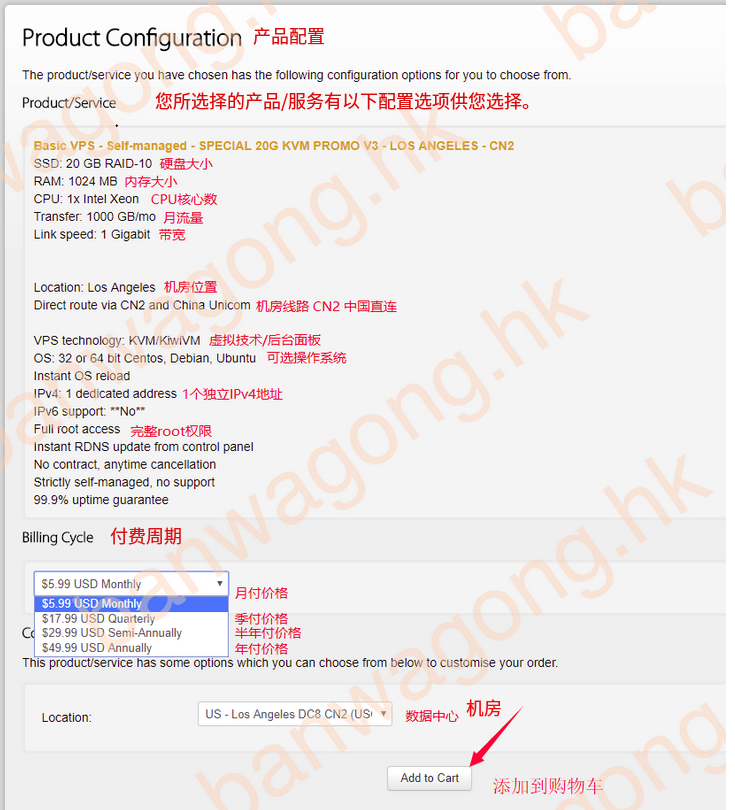 Product Configuration 产品配置
The product/service you have chosen has the following configuration options for you to choose from.
Product/Service 您所选择的产品/服务有以下配置选项供您选择。
Basic VPS - Self-managed - SPECIAL 20G KVM PROMO V3 - LOS ANGELES - CN2
SSD: 20 GB RAID-10 硬盘大小
RAM: 1024 MB 内存大小
CPU: 1x Intel Xeon CPU核心数
Transfer: 1000 GB/mo 月流量
Link speed: 1 Gigabit 带宽
Location: Los Angeles 机房位置
Direct route via CN2 and China Unicom 机房线路 CN2 中国直连
VPS technology: KVM/KiwiVM 虚拟技术/后台面板
OS: 32 or 64 bit Centos, Debian, Ubuntu 可选操作系统
Instant OS reload
IPv4: 1 dedicated address 1个独立IPv4地址
IPv6 support: **No**
Full root access 完整root权限
Instant RDNS update from control panel
No contract, anytime cancellation
Strictly self-managed, no support
99.9% uptime guarantee
Billing Cycle 付费周期
$5.99 USD Monthly 月付价格
$5.99 USD Monthly
$17.99 USD Quarterly 季付价格
$29.99 USD Semi-Annually 半年付价格
$49.99 USD Annually 年付价格
This product/service has some options which you can choose from below to customise your order.
Location: US - Los Angeles DC8 CN2 (USC 数据中心 机房
Add to Cart 添加到购物车
banwagong.hk